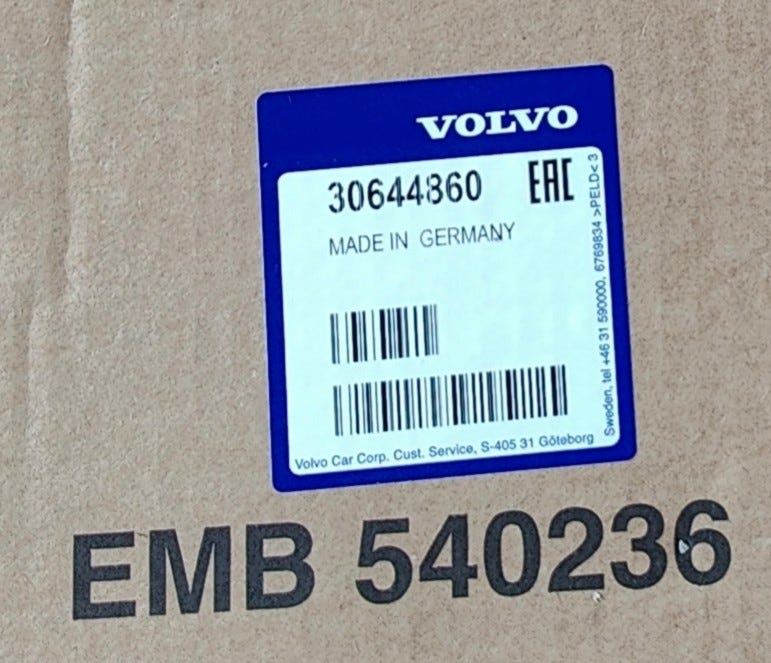 VOLVO
30644860 EAC
MADE IN GERMANY
Volvo Car Corp. Cust. Service, S-405 31 Göteborg
Sweden, tel +46 31 590000, 6769834 >PELD< 3
EMB 540236